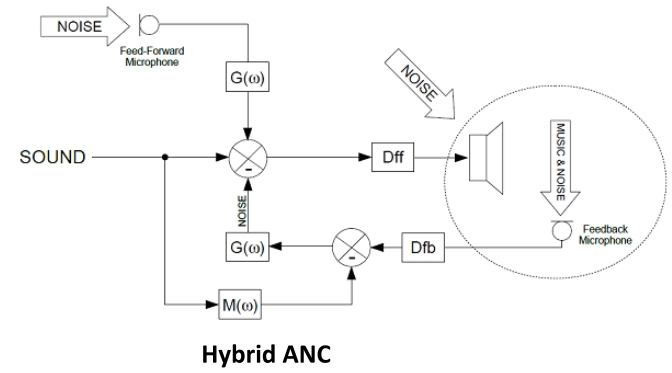 NOISE
Feed-Forward
Microphone
G(ω)
NOISE
SOUND
-
Dff
MUSIC & NOISE
NOISE
Feedback
Microphone
G(ω)
-
Dfb
M(ω)
Hybrid ANC